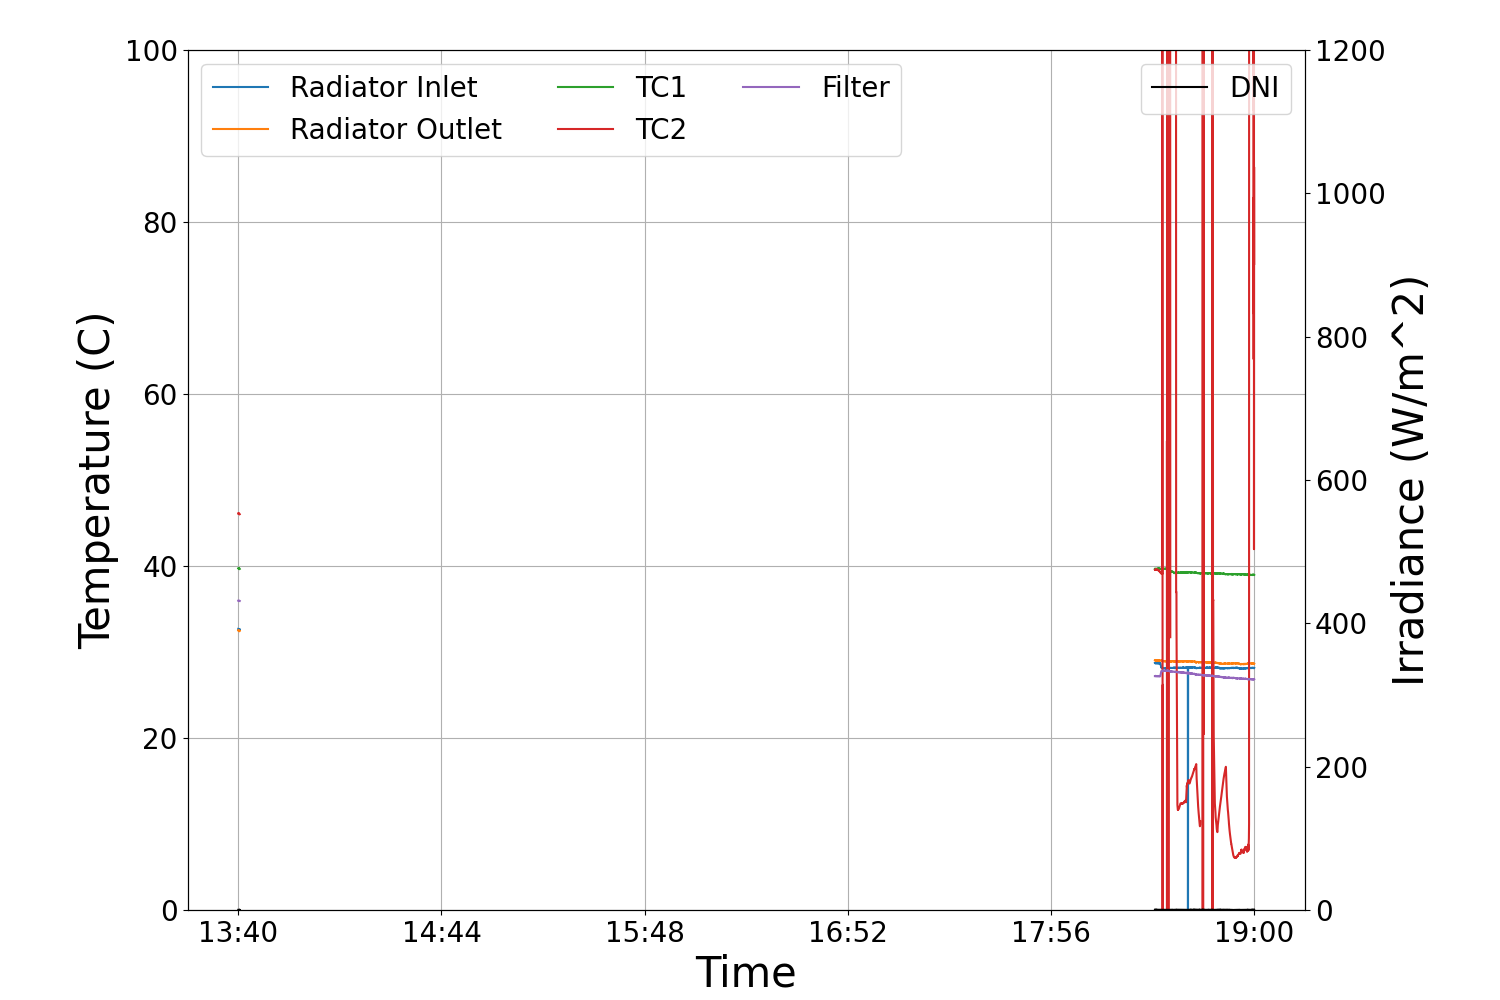 Radiator Inlet
Radiator Outlet
TC1
TC2
Filter
DNI
Temperature (C)
100
80
60
40
20
0
13:40
14:44
15:48
16:52
17:56
19:00
Time
1200
1000
800
600
400
200
0
Irradiance (W/m^2)